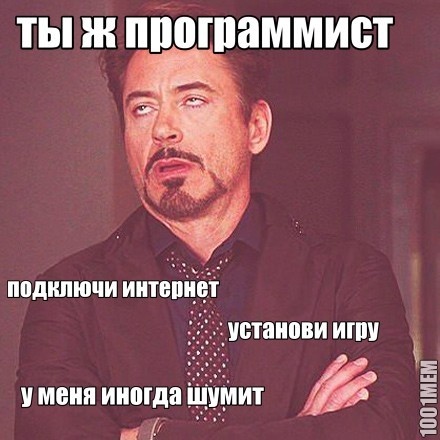 ты ж программист
подключи интернет
установи игру
у меня иногда шумит
1001MEM